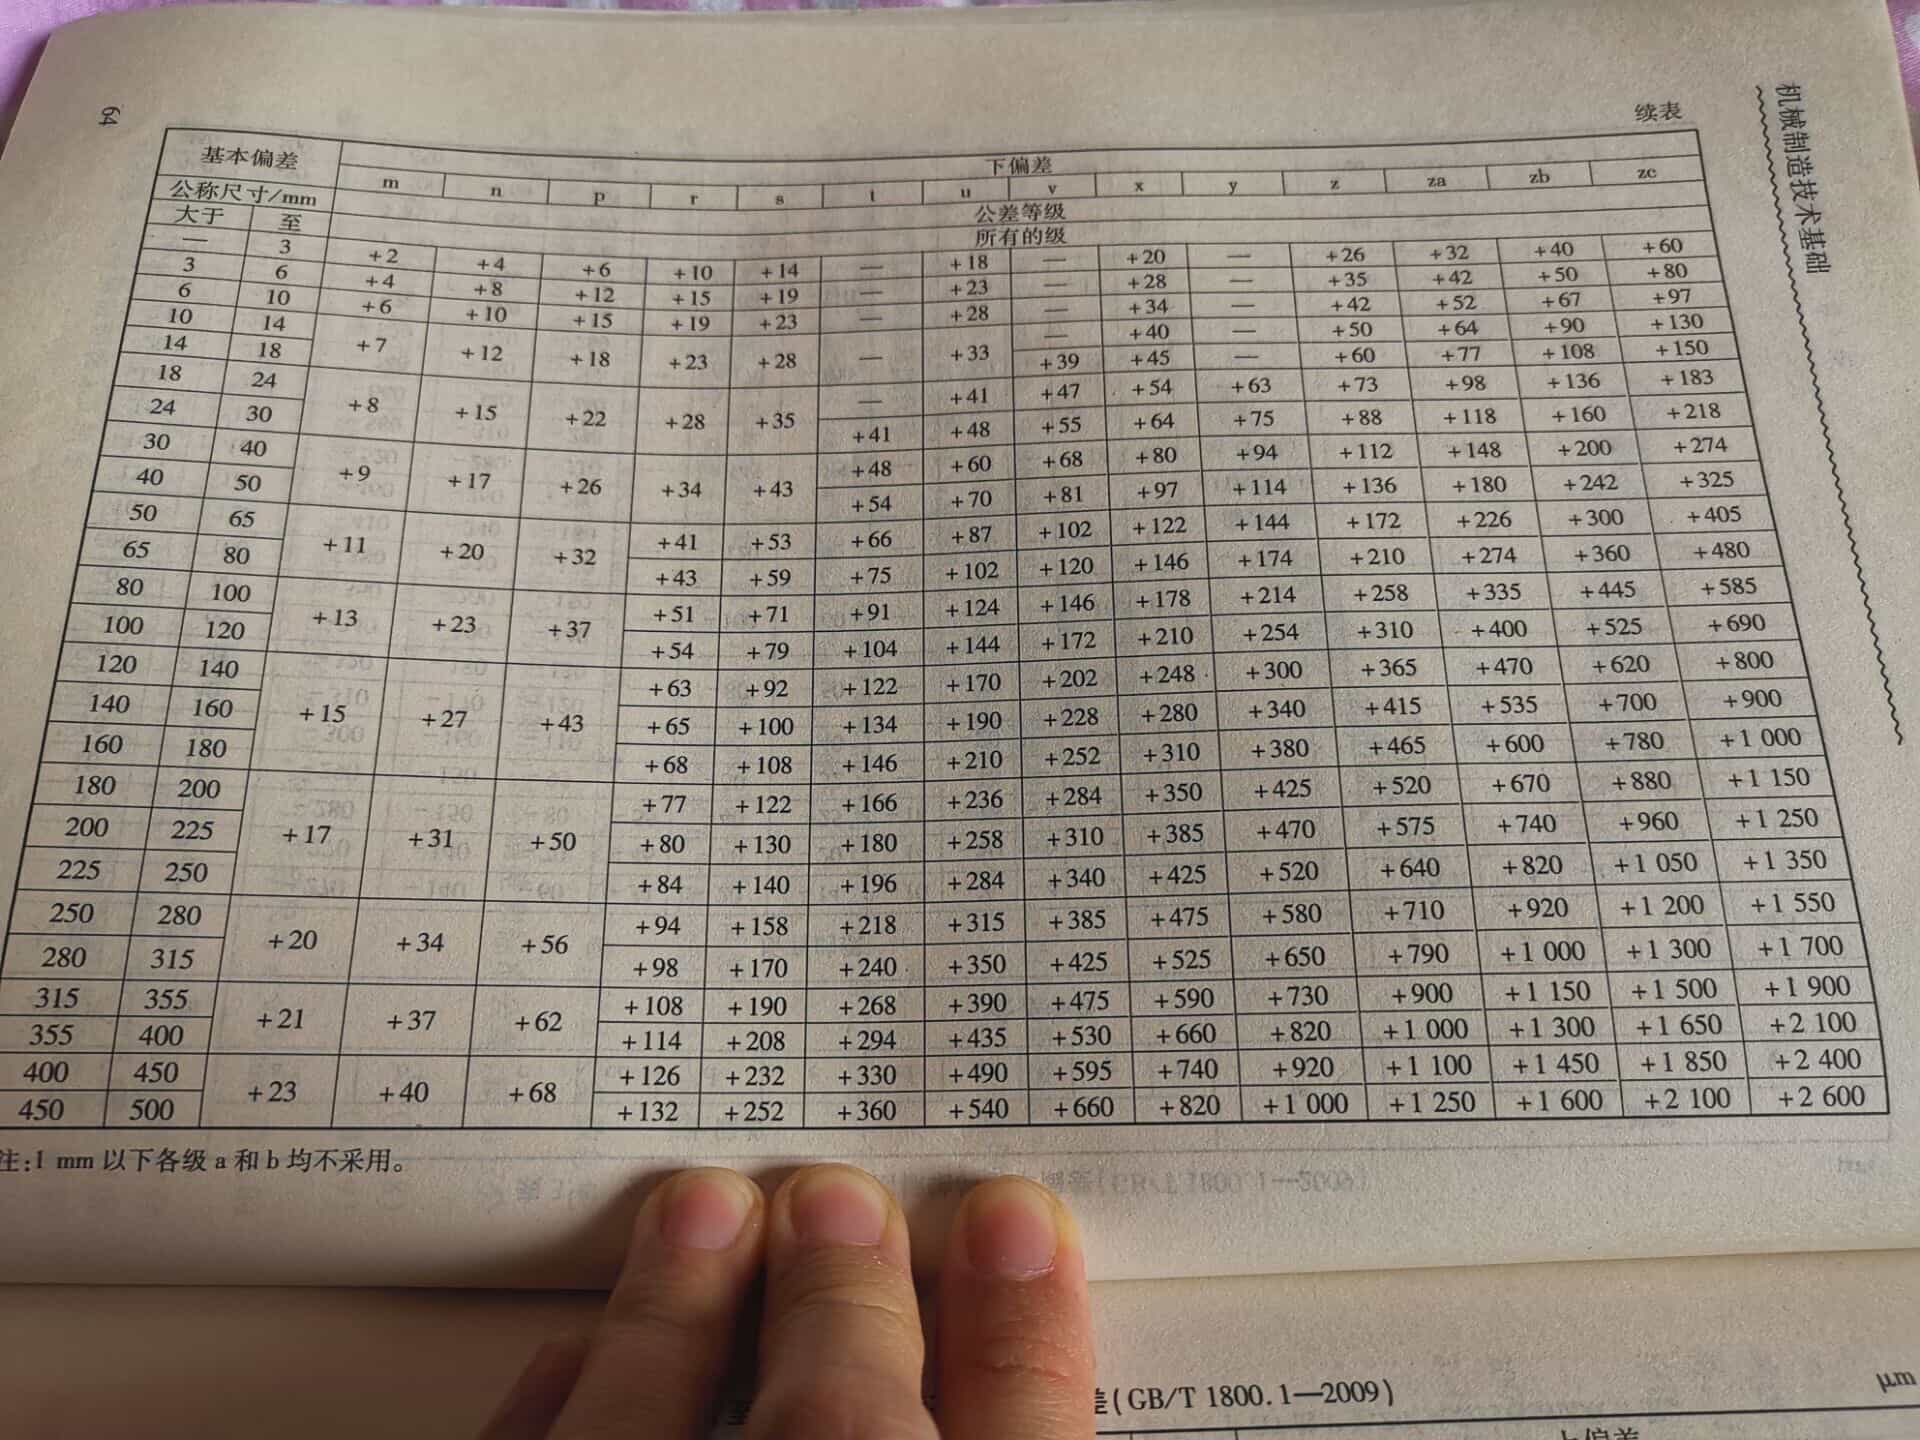 64
机械制造技术基础
续表
基本偏差 下偏差
公称尺寸/mm m n p r s t u v x y z za zb zc
大于 至 公差等级
所有的级
— 3 +2 +4 +6 +10 +14 — +18 — +20 — +26 +32 +40 +60
3 6 +4 +8 +12 +15 +19 — +23 — +28 — +35 +42 +50 +80
6 10 +6 +10 +15 +19 +23 — +28 — +34 — +42 +52 +67 +97
10 14 +7 +12 +18 +23 +28 — +33 — +40 — +50 +64 +90 +130
14 18 +39 +45 — +60 +77 +108 +150
18 24 +8 +15 +22 +28 +35 — +41 +47 +54 +63 +73 +98 +136 +183
24 30 +41 +48 +55 +64 +75 +88 +118 +160 +218
30 40 +9 +17 +26 +34 +43 +48 +60 +68 +80 +94 +112 +148 +200 +274
40 50 +54 +70 +81 +97 +114 +136 +180 +242 +325
50 65 +11 +20 +32 +41 +53 +66 +87 +102 +122 +144 +172 +226 +300 +405
65 80 +43 +59 +75 +102 +120 +146 +174 +210 +274 +360 +480
80 100 +13 +23 +37 +51 +71 +91 +124 +146 +178 +214 +258 +335 +445 +585
100 120 +54 +79 +104 +144 +172 +210 +254 +310 +400 +525 +690
120 140 +15 +27 +43 +63 +92 +122 +170 +202 +248 +300 +365 +470 +620 +800
140 160 +65 +100 +134 +190 +228 +280 +340 +415 +535 +700 +900
160 180 +68 +108 +146 +210 +252 +310 +380 +465 +600 +780 +1 000
180 200 +17 +31 +50 +77 +122 +166 +236 +284 +350 +425 +520 +670 +880 +1 150
200 225 +80 +130 +180 +258 +310 +385 +470 +575 +740 +960 +1 250
225 250 +84 +140 +196 +284 +340 +425 +520 +640 +820 +1 050 +1 350
250 280 +20 +34 +56 +94 +158 +218 +315 +385 +475 +580 +710 +920 +1 200 +1 550
280 315 +98 +170 +240 +350 +425 +525 +650 +790 +1 000 +1 300 +1 700
315 355 +21 +37 +62 +108 +190 +268 +390 +475 +590 +730 +900 +1 150 +1 500 +1 900
355 400 +114 +208 +294 +435 +530 +660 +820 +1 000 +1 300 +1 650 +2 100
400 450 +23 +40 +68 +126 +232 +330 +490 +595 +740 +920 +1 100 +1 450 +1 850 +2 400
450 500 +132 +252 +360 +540 +660 +820 +1 000 +1 250 +1 600 +2 100 +2 600
注:1 mm 以下各级 a 和 b 均不采用。
差(GB/T 1800.1—2009)
μm
上偏差